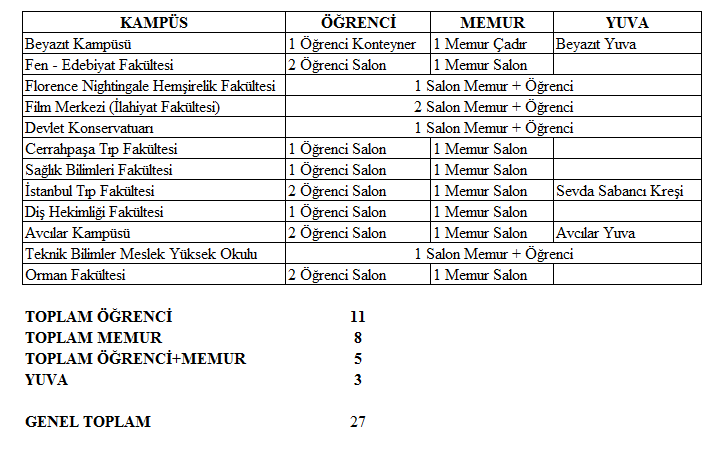 KAMPÜS ÖĞRENCİ MEMUR YUVA
Beyazıt Kampüsü 1 Öğrenci Konteyner 1 Memur Çadır Beyazıt Yuva
Fen - Edebiyat Fakültesi 2 Öğrenci Salon 1 Memur Salon
Florence Nightingale Hemşirelik Fakültesi 1 Salon Memur + Öğrenci
Film Merkezi (İlahiyat Fakültesi) 2 Salon Memur + Öğrenci
Devlet Konservatuarı 1 Salon Memur + Öğrenci
Cerrahpaşa Tıp Fakültesi 1 Öğrenci Salon 1 Memur Salon
Sağlık Bilimleri Fakültesi 1 Öğrenci Salon 1 Memur Salon
İstanbul Tıp Fakültesi 2 Öğrenci Salon 1 Memur Salon Sevda Sabancı Kreşi
Diş Hekimliği Fakültesi 1 Öğrenci Salon 1 Memur Salon
Avcılar Kampüsü 2 Öğrenci Salon 1 Memur Salon Avcılar Yuva
Teknik Bilimler Meslek Yüksek Okulu 1 Salon Memur + Öğrenci
Orman Fakültesi 2 Öğrenci Salon 1 Memur Salon
TOPLAM ÖĞRENCİ 11
TOPLAM MEMUR 8
TOPLAM ÖĞRENCİ+MEMUR 5
YUVA 3
GENEL TOPLAM 27